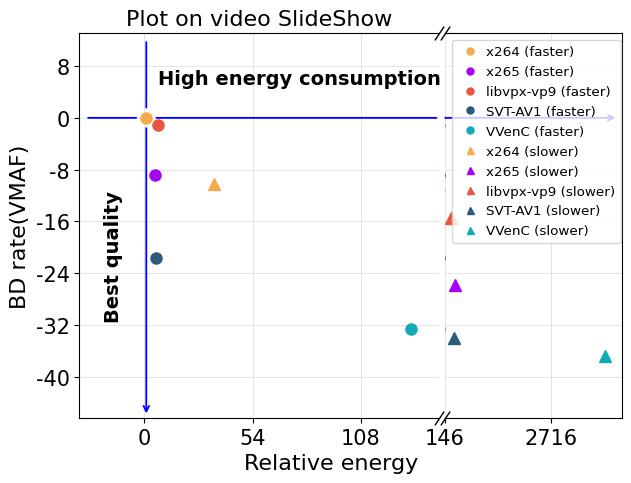 Plot on video SlideShow
High energy consumption
Best quality
BD rate(VMAF)
8
0
-8
-16
-24
-32
-40
0 54 108 146 2716
Relative energy
x264 (faster)
x265 (faster)
libvpx-vp9 (faster)
SVT-AV1 (faster)
VVenC (faster)
x264 (slower)
x265 (slower)
libvpx-vp9 (slower)
SVT-AV1 (slower)
VVenC (slower)